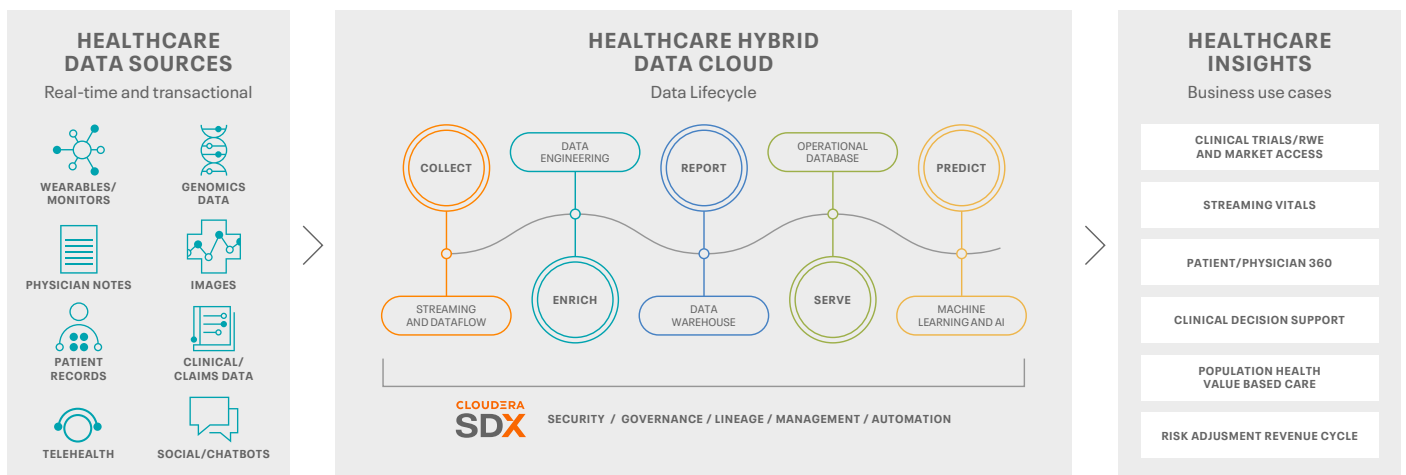 HEALTHCARE
DATA SOURCES
Real-time and transactional
WEARABLES/
MONITORS
GENOMICS
DATA
PHYSICIAN NOTES
IMAGES
PATIENT
RECORDS
CLINICAL/
CLAIMS DATA
TELEHEALTH
SOCIAL/CHATBOTS
HEALTHCARE HYBRID
DATA CLOUD
Data Lifecycle
COLLECT
STREAMING
AND DATAFLOW
DATA
ENGINEERING
ENRICH
REPORT
DATA
WAREHOUSE
OPERATIONAL
DATABASE
SERVE
PREDICT
MACHINE
LEARNING AND AI
CLOUDERA
SDX
SECURITY / GOVERNANCE / LINEAGE / MANAGEMENT / AUTOMATION
HEALTHCARE
INSIGHTS
Business use cases
CLINICAL TRIALS/RWE
AND MARKET ACCESS
STREAMING VITALS
PATIENT/PHYSICIAN 360
CLINICAL DECISION SUPPORT
POPULATION HEALTH
VALUE BASED CARE
RISK ADJUSMENT REVENUE CYCLE